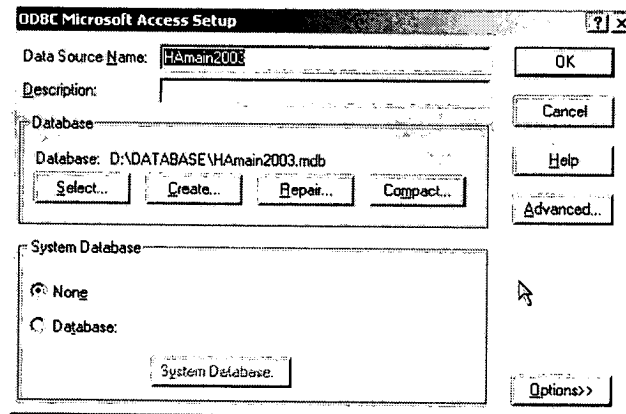 ODBC Microsoft Access Setup ? x
Data Source Name: HAmain2003 OK
Description: Cancel
Database
Database: D:\DATABASE\HAmain2003.mdb Help
Select... Create... Repair... Compact... Advanced...
System Database
None
Database:
System Database.
Options>>